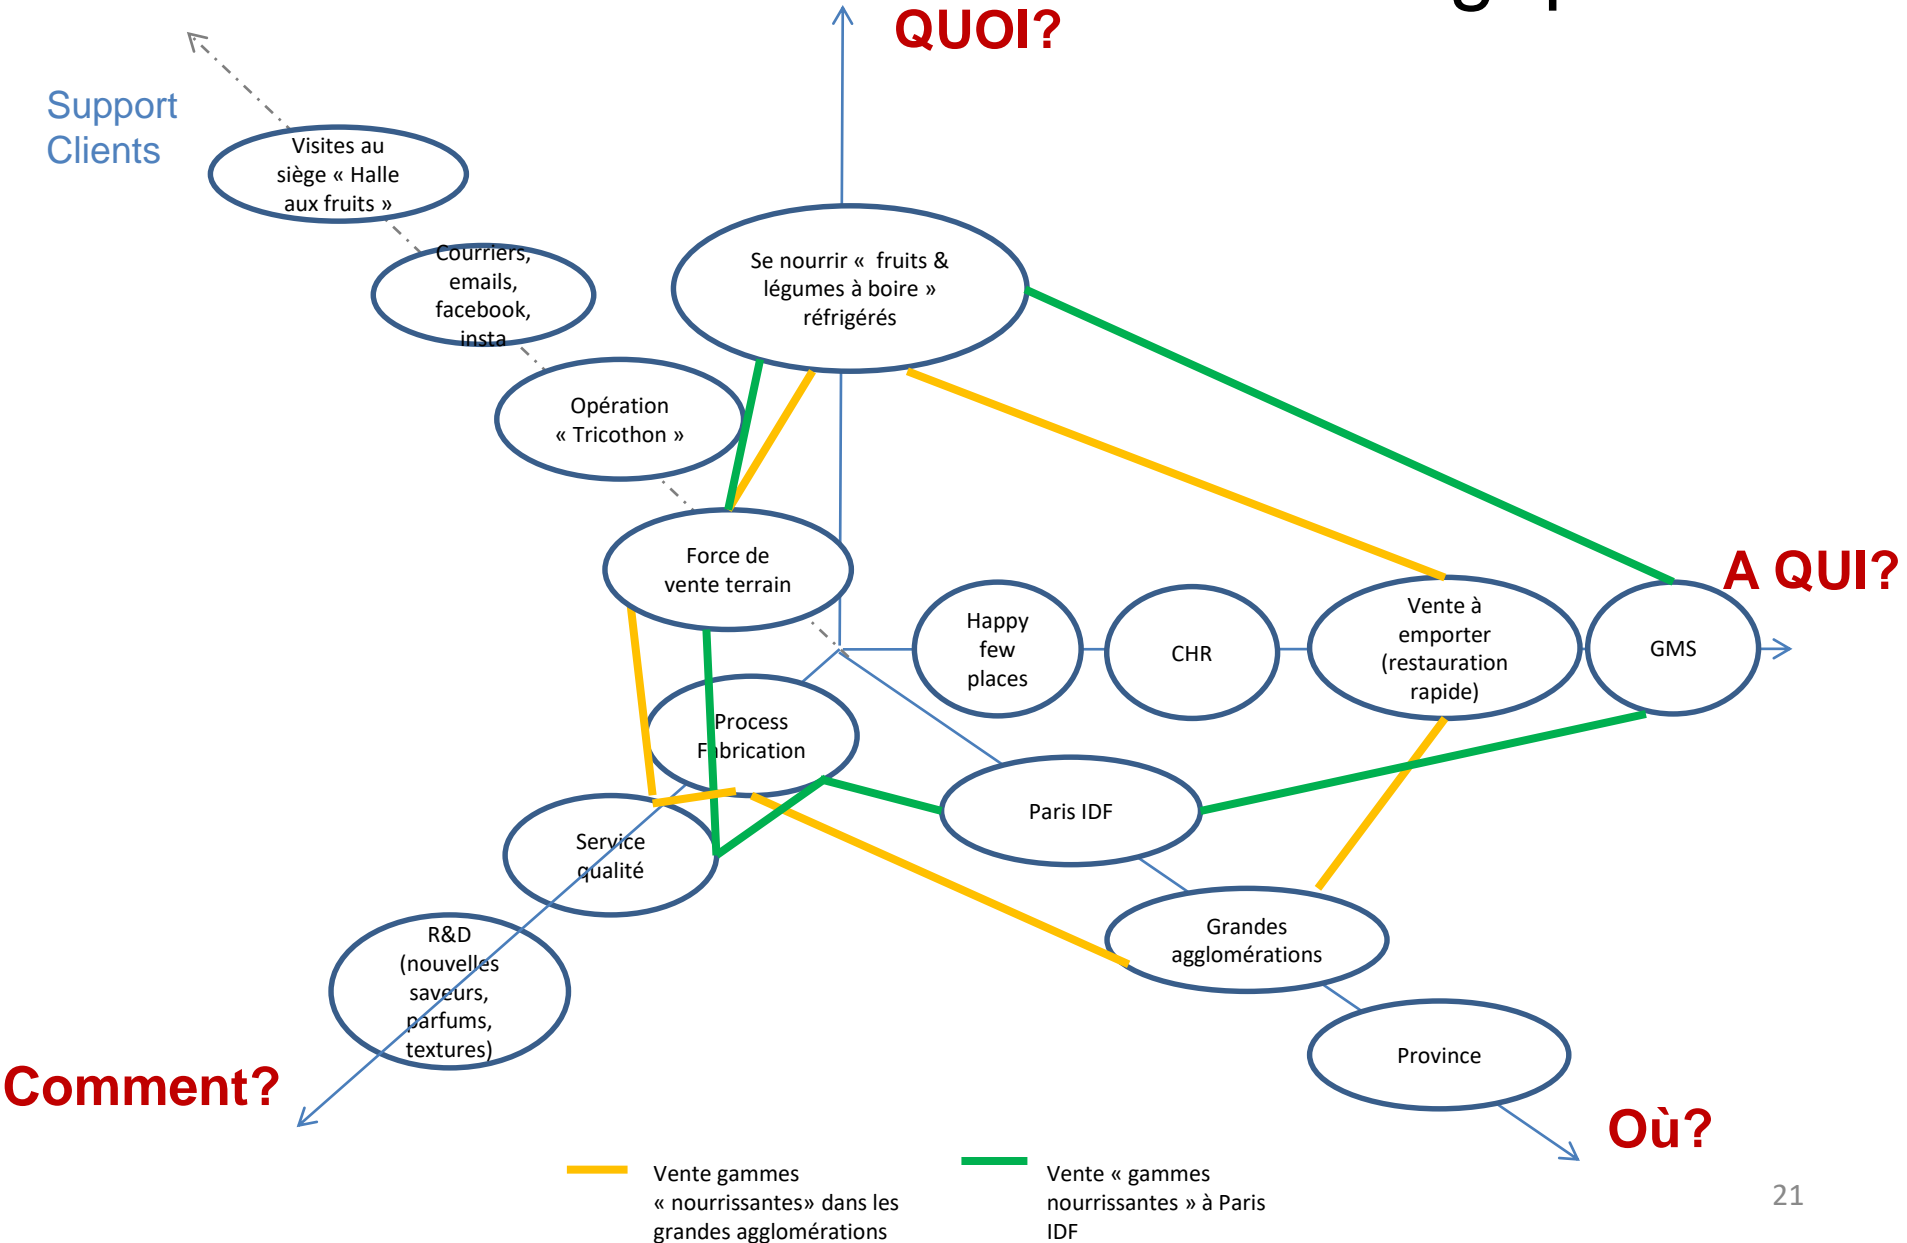 QUOI?
Support
Clients
Visites au
siège « Halle
aux fruits »
Courriers,
emails,
facebook,
insta
Se nourrir «  fruits &
légumes à boire »
réfrigérés
Opération
« Tricothon »
Force de
vente terrain
A QUI?
Happy
few
places
CHR
Vente à
emporter
(restauration
rapide)
GMS
Process
Fabrication
Paris IDF
Service
qualité
Grandes
agglomérations
R&D
(nouvelles
saveurs,
parfums,
textures)
Province
Comment?
Où?
Vente gammes
« nourrissantes» dans les
grandes agglomérations
Vente « gammes
nourrissantes » à Paris
IDF
21